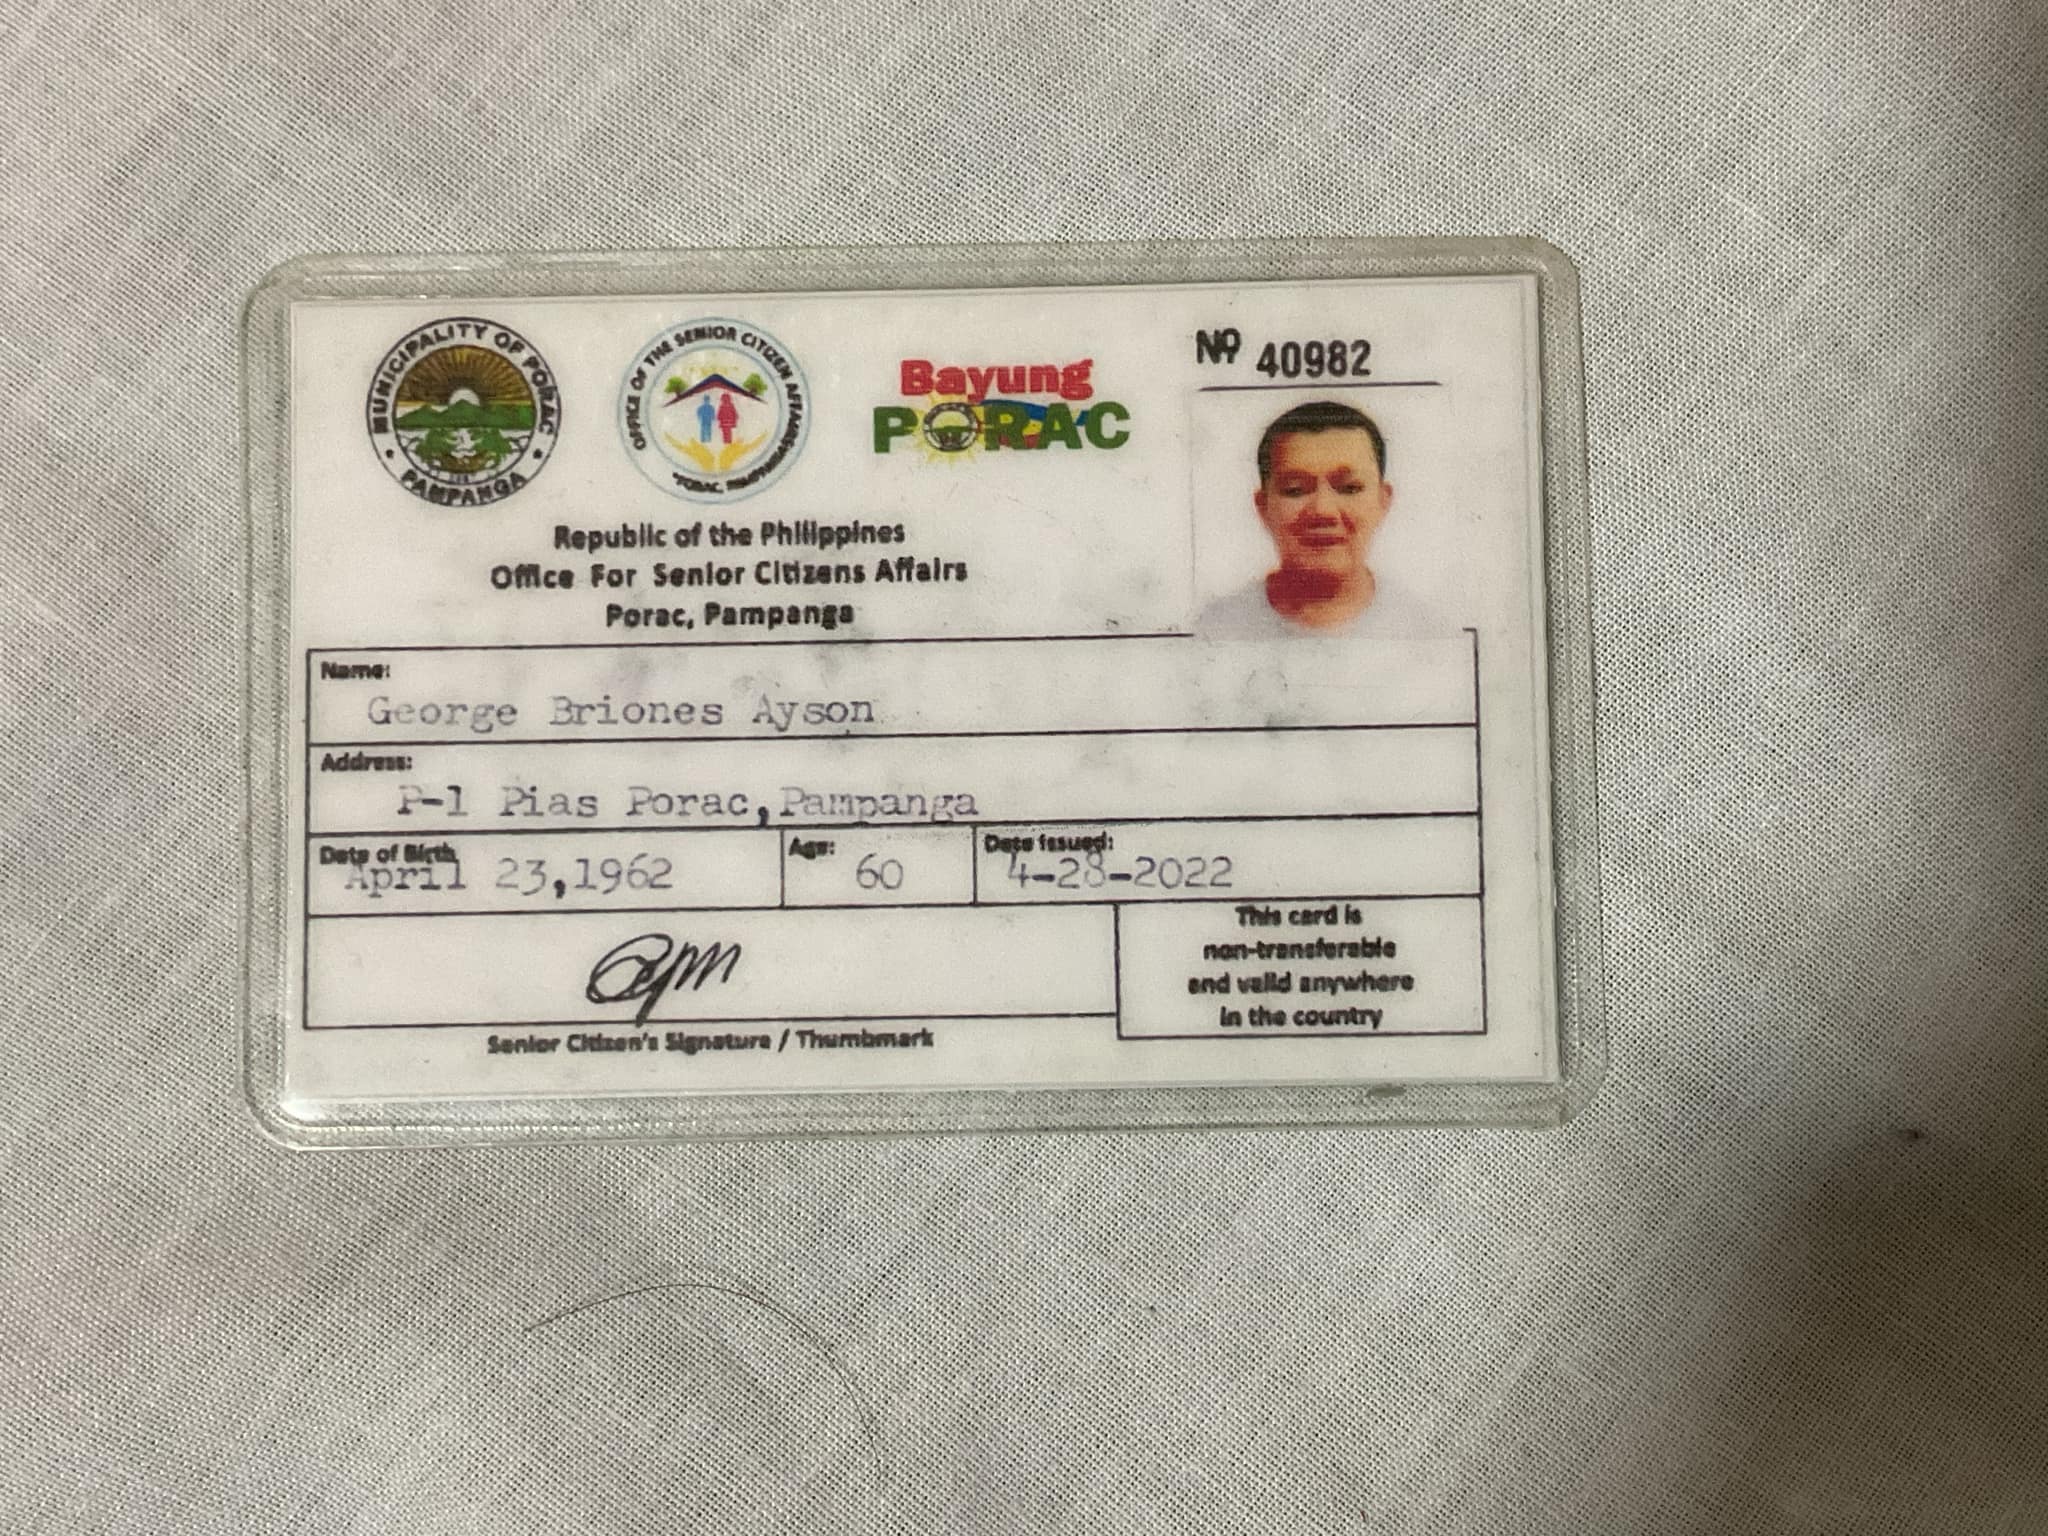 MUNICIPALITY OF PORAC
PAMPANGA
OFFICE OF THE SENIOR CITIZEN AFFAIRS
PORAC, PAMPANGA
Bayung
PORAC
No 40982
Republic of the Philippines
Office For Senior Citizens Affairs
Porac, Pampanga
Name:
George Briones Ayson
Address:
P-1 Pias Porac, Pampanga
Date of Birth
April 23,1962
Age:
60
Date Issued:
4-28-2022
This card is
non-transferable
and valid anywhere
in the country
Senior Citizen's Signature / Thumbmark